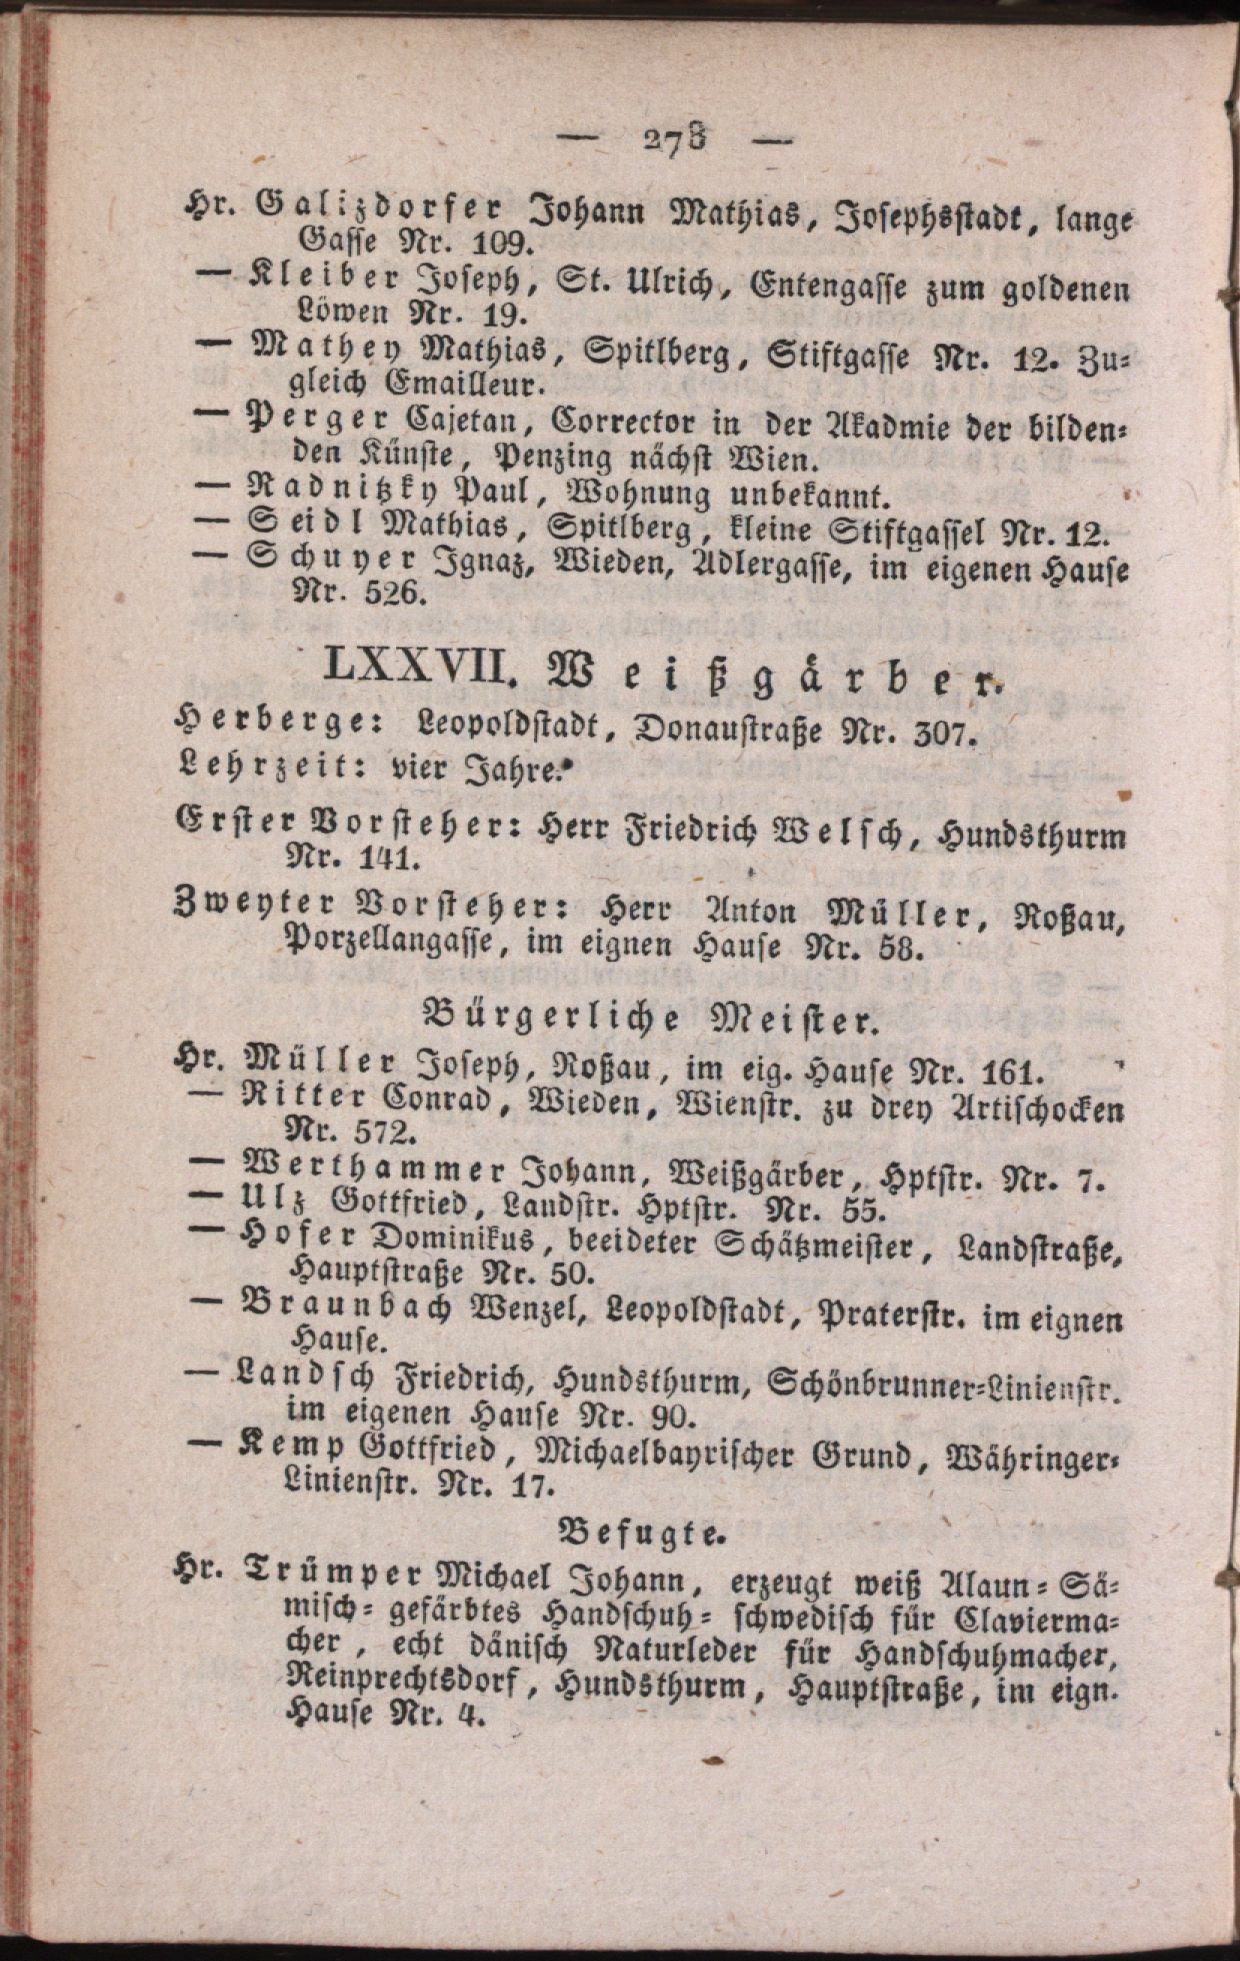 — 278 —
Hr. Galizdorfer Johann Mathias, Josephsstadt, lange
Gasse Nr. 109.
— Kleiber Joseph, St. Ulrich, Entengasse zum goldenen
Löwen Nr. 19.
— Mathey Mathias, Spitlberg, Stiftgasse Nr. 12. Zu-
gleich Emailleur.
— Perger Cajetan, Corrector in der Akadmie der bilden-
den Künste, Penzing nächst Wien.
— Radnitzky Paul, Wohnung unbekannt.
— Seidl Mathias, Spitlberg, kleine Stiftgassel Nr. 12.
— Schuyer Ignaz, Wieden, Adlergasse, im eigenen Hause
Nr. 526.
LXXVII. Weißgärber.
Herberge: Leopoldstadt, Donaustraße Nr. 307.
Lehrzeit: vier Jahre.
Erster Vorsteher: Herr Friedrich Welsch, Hundsthurm
Nr. 141.
Zweyter Vorsteher: Herr Anton Müller, Roßau,
Porzellangasse, im eignen Hause Nr. 58.
Bürgerliche Meister.
Hr. Müller Joseph, Roßau, im eig. Hause Nr. 161.
— Ritter Conrad, Wieden, Wienstr. zu drey Artischocken
Nr. 572.
— Werthammer Johann, Weißgärber, Hptstr. Nr. 7.
— Ulz Gottfried, Landstr. Hptstr. Nr. 55.
— Hofer Dominikus, beeideter Schätzmeister, Landstraße,
Hauptstraße Nr. 50.
— Braunbach Wenzel, Leopoldstadt, Praterstr. im eignen
Hause.
— Landsch Friedrich, Hundsthurm, Schönbrunner-Linienstr.
im eigenen Hause Nr. 90.
— Kemp Gottfried, Michaelbayrischer Grund, Währinger-
Linienstr. Nr. 17.
Befugte.
Hr. Trümper Michael Johann, erzeugt weiß Alaun-Sä-
misch- gefärbtes Handschuh- schwedisch für Clavierma-
cher, echt dänisch Naturleder für Handschuhmacher,
Reinprechtsdorf, Hundsthurm, Hauptstraße, im eign.
Hause Nr. 4.